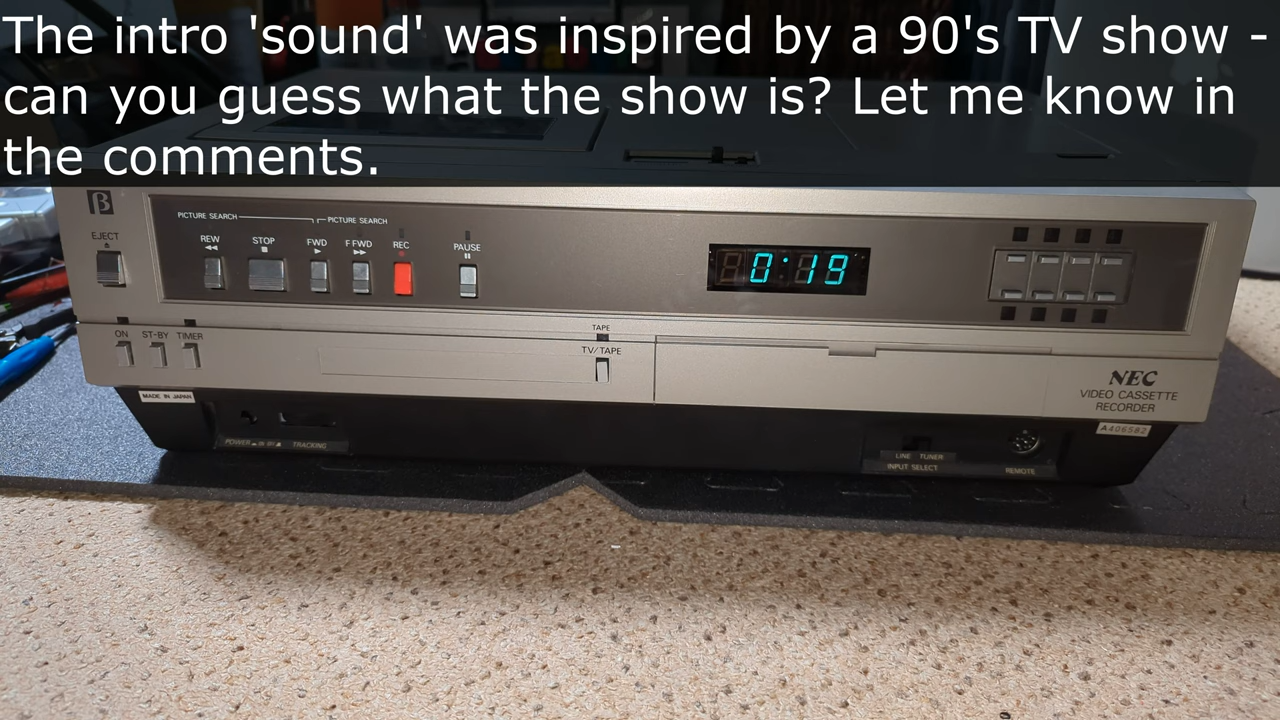 The intro 'sound' was inspired by a 90's TV show -
can you guess what the show is? Let me know in
the comments.
β
PICTURE SEARCH PICTURE SEARCH
EJECT REW STOP FWD F FWD REC PAUSE
0:19
ON ST-BY TIMER
TAPE
TV/TAPE
NEC
VIDEO CASSETTE
RECORDER
MADE IN JAPAN
A406582
POWER TRACKING
LINE TUNER
INPUT SELECT
REMOTE